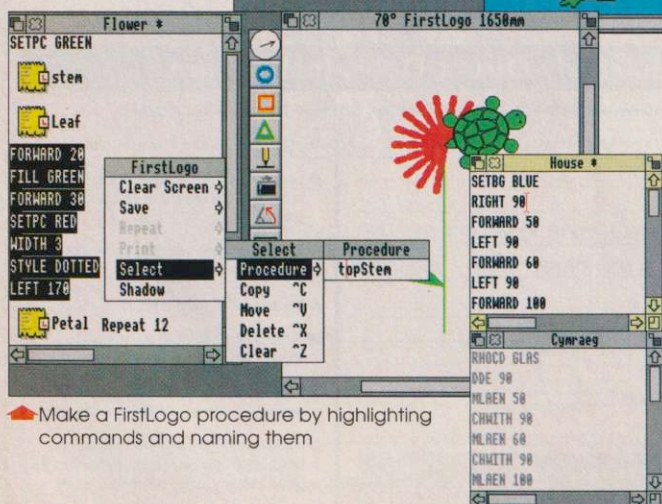 Flower *
SETPC GREEN
stem
Leaf
FORWARD 20
FILL GREEN
FORWARD 30
SETPC RED
WIDTH 3
STYLE DOTTED
LEFT 170
Petal Repeat 12
FirstLogo
Clear Screen
Save
Repeat
Print
Select
Shadow
Select
Procedure
Copy ^C
Move ^V
Delete ^X
Clear ^Z
Procedure
topStem
70° FirstLogo 1650mm
House *
SETBG BLUE
RIGHT 90
FORWARD 50
LEFT 90
FORWARD 60
LEFT 90
FORWARD 100
Cymraeg
RHOCD GLAS
DDE 90
MLAEN 50
CHWITH 90
MLAEN 60
CHWITH 90
MLAEN 100
Make a FirstLogo procedure by highlighting
commands and naming them